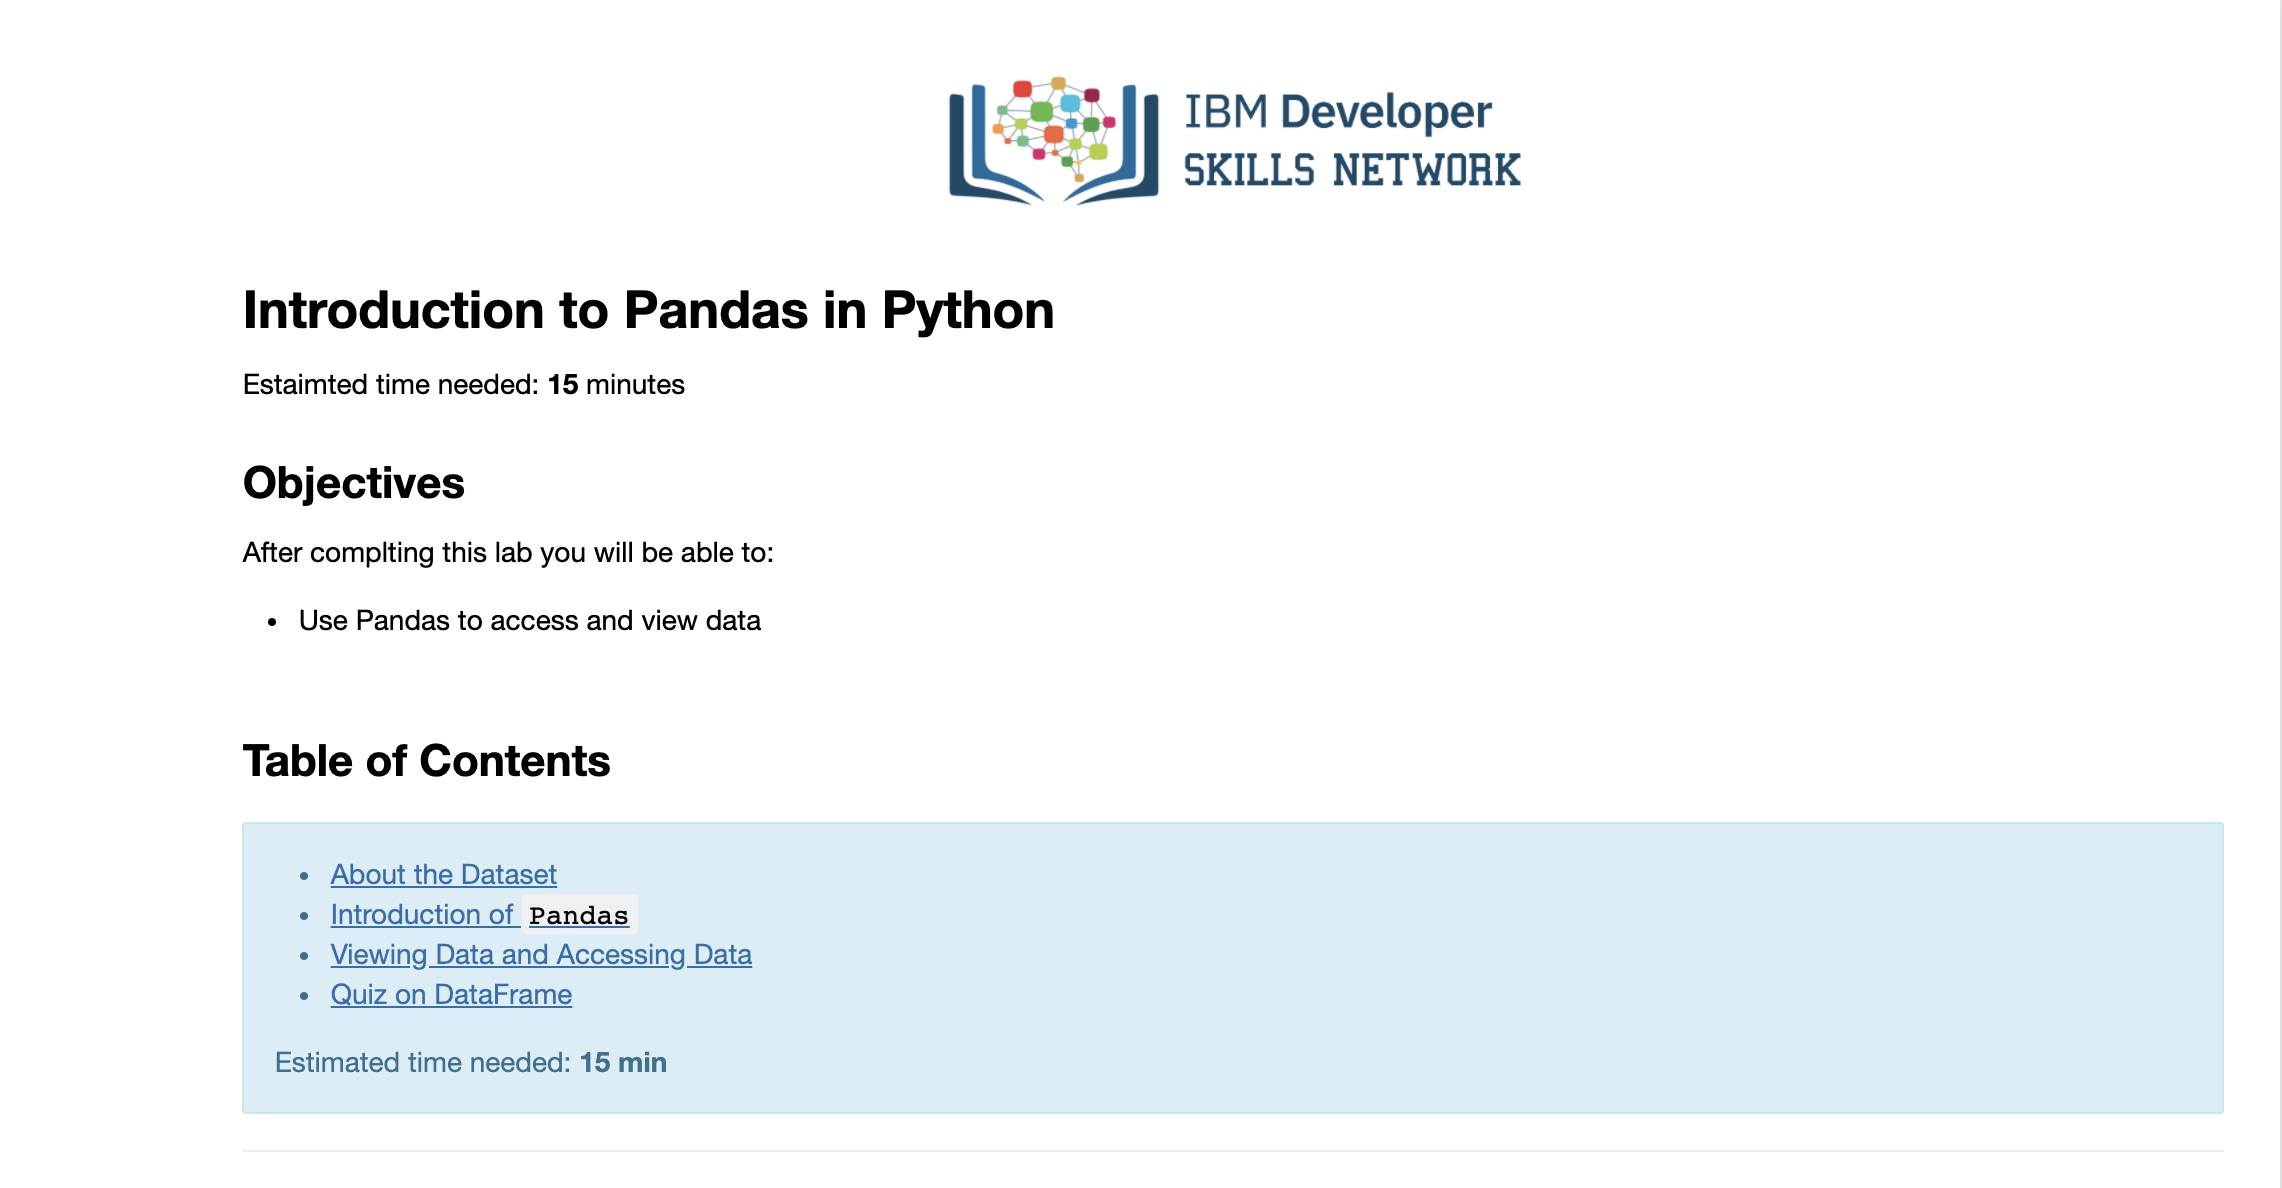 IBM Developer
SKILLS NETWORK
Introduction to Pandas in Python
Estaimted time needed: 15 minutes
Objectives
After complting this lab you will be able to:
• Use Pandas to access and view data
Table of Contents
• About the Dataset
• Introduction of Pandas
• Viewing Data and Accessing Data
• Quiz on DataFrame
Estimated time needed: 15 min